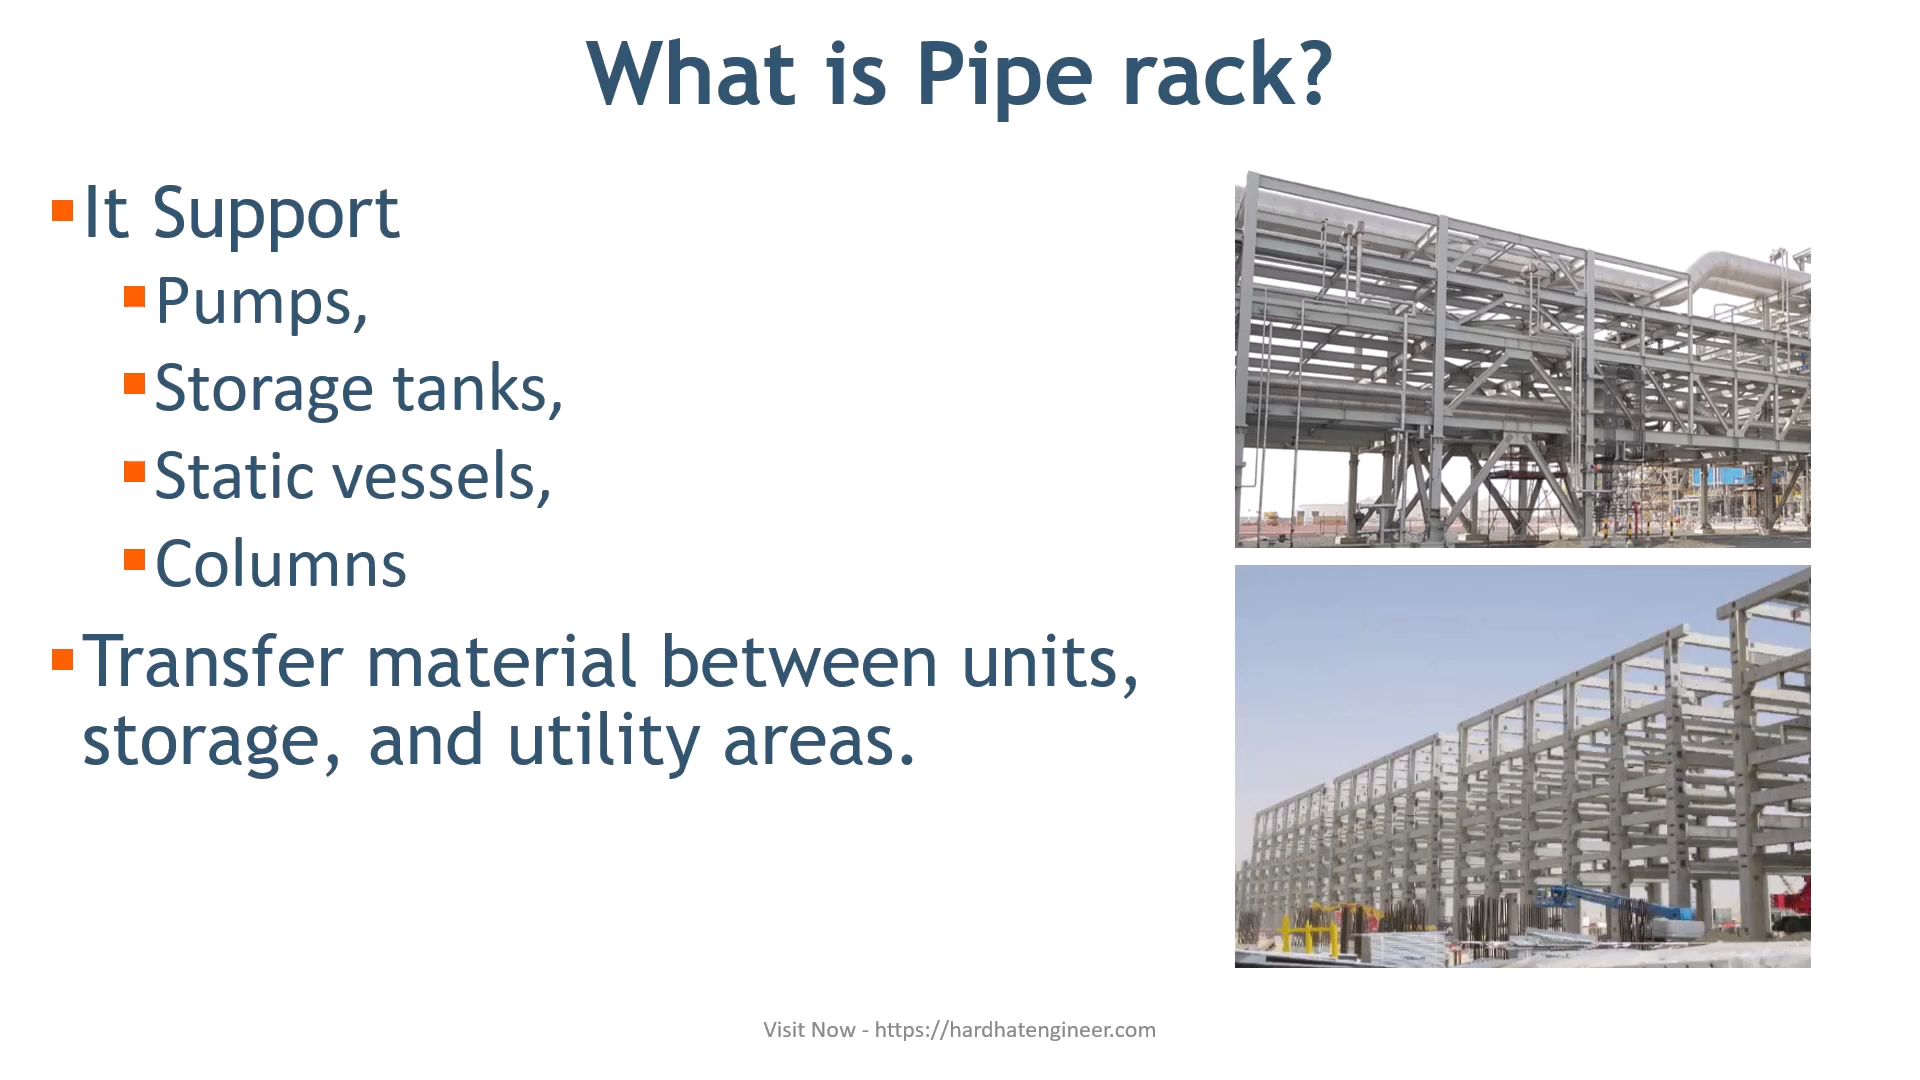 What is Pipe rack?
It Support
Pumps,
Storage tanks,
Static vessels,
Columns
Transfer material between units,
storage, and utility areas.
Visit Now - https://hardhatengineer.com